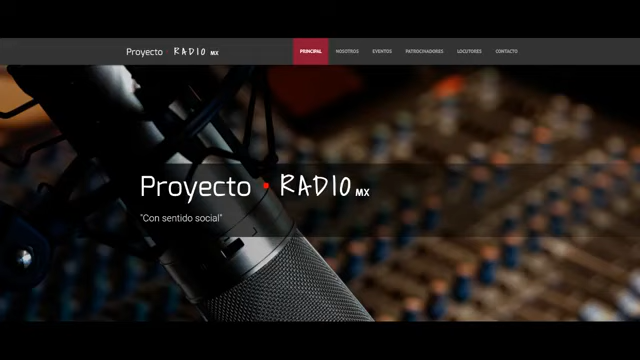 Proyecto RADIO MX
PRINCIPAL NOSOTROS EVENTOS PATROCINADORES LOCUTORES CONTACTO
Proyecto • RADIO MX
"Con sentido social"